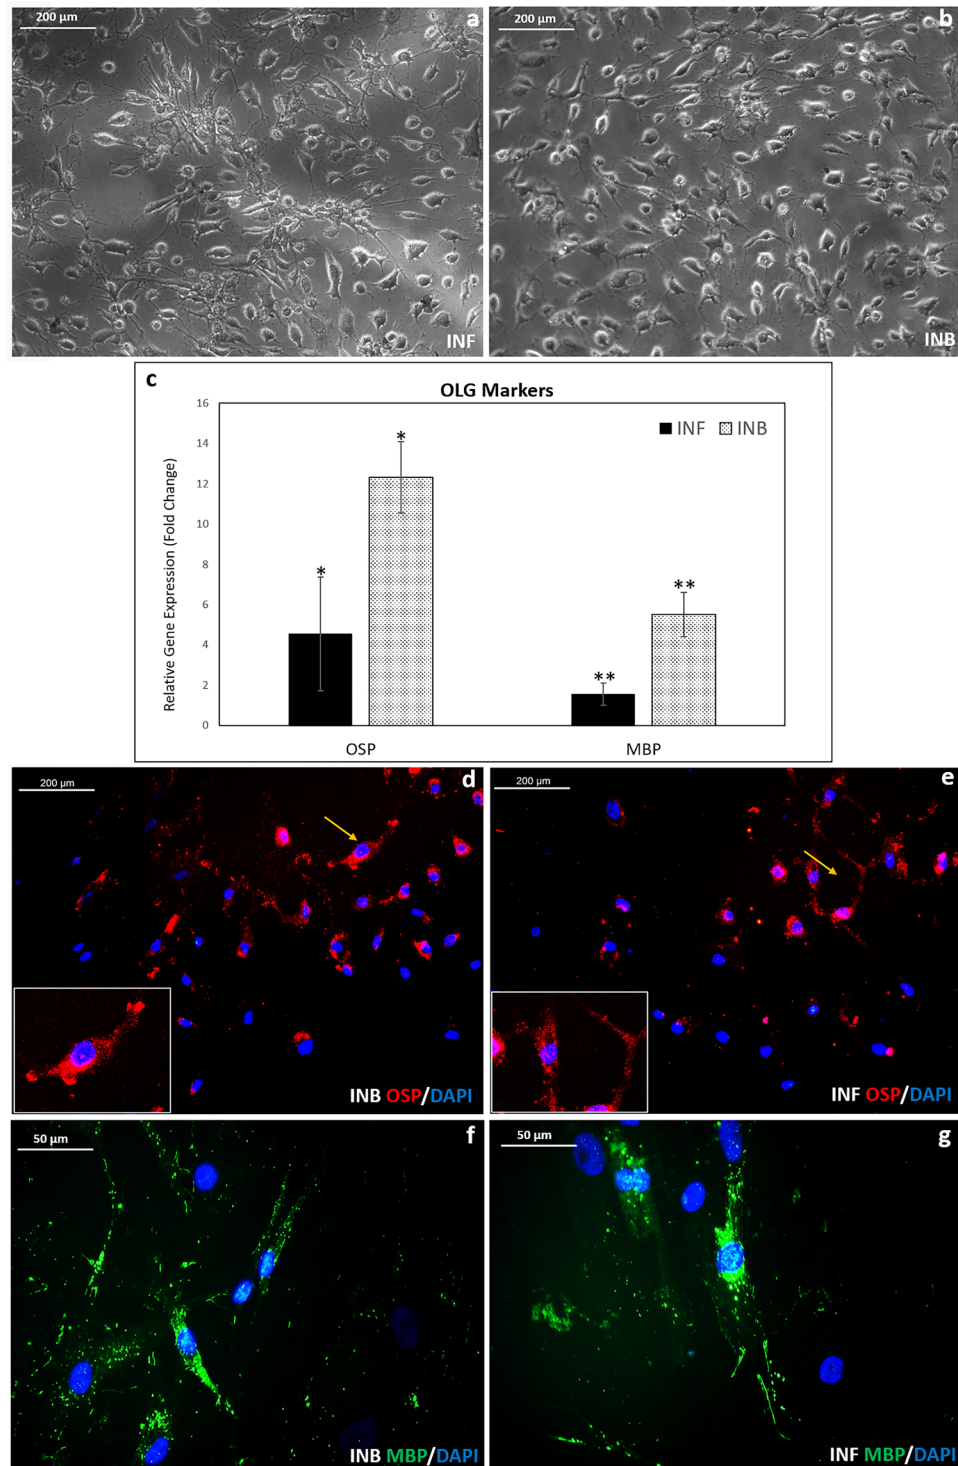 200 µm
a
INF
200 µm
b
INB
c
OLG Markers
Relative Gene Expression (Fold Change)
16
14
12
10
8
6
4
2
0
INF
INB
*
*
**
**
OSP
MBP
200 µm
d
INB OSP/DAPI
200 µm
e
INF OSP/DAPI
50 µm
f
INB MBP/DAPI
50 µm
g
INF MBP/DAPI